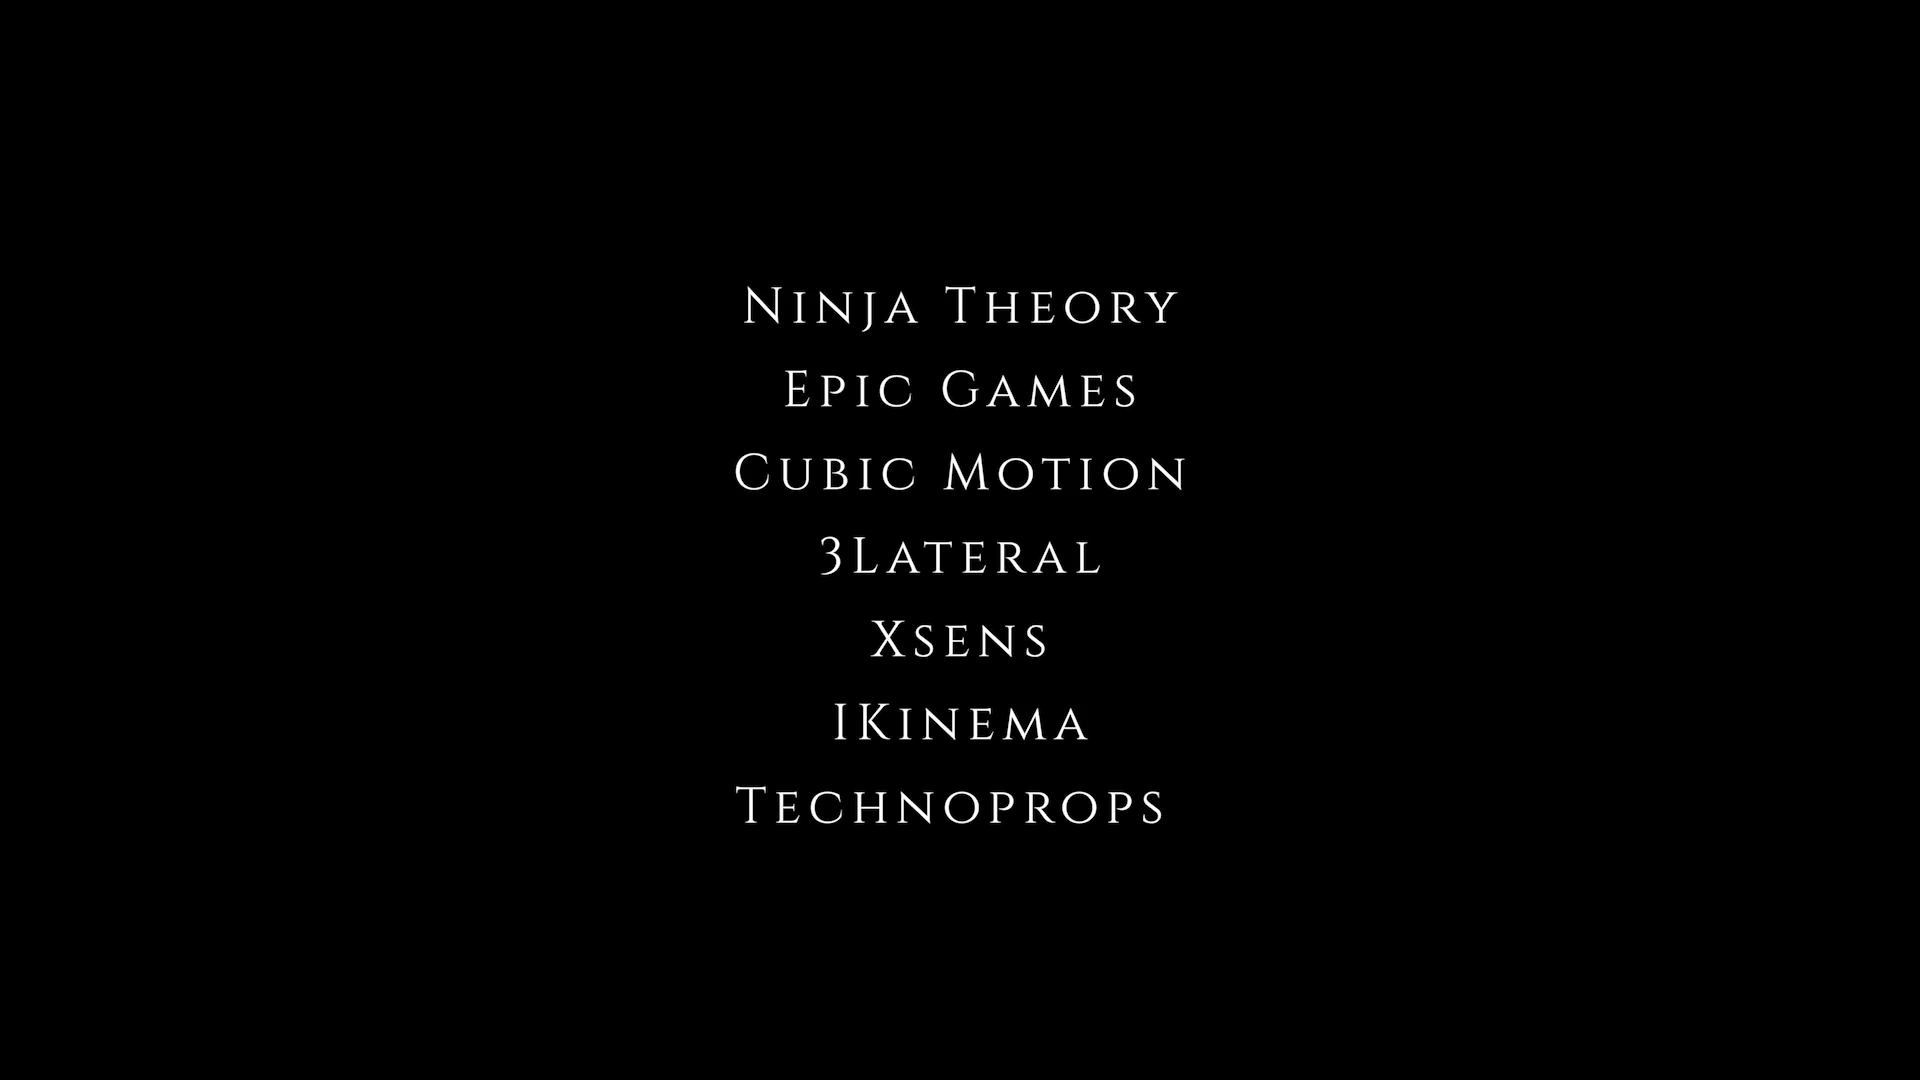 Ninja Theory
Epic Games
Cubic Motion
3Lateral
Xsens
IKinema
Technoprops